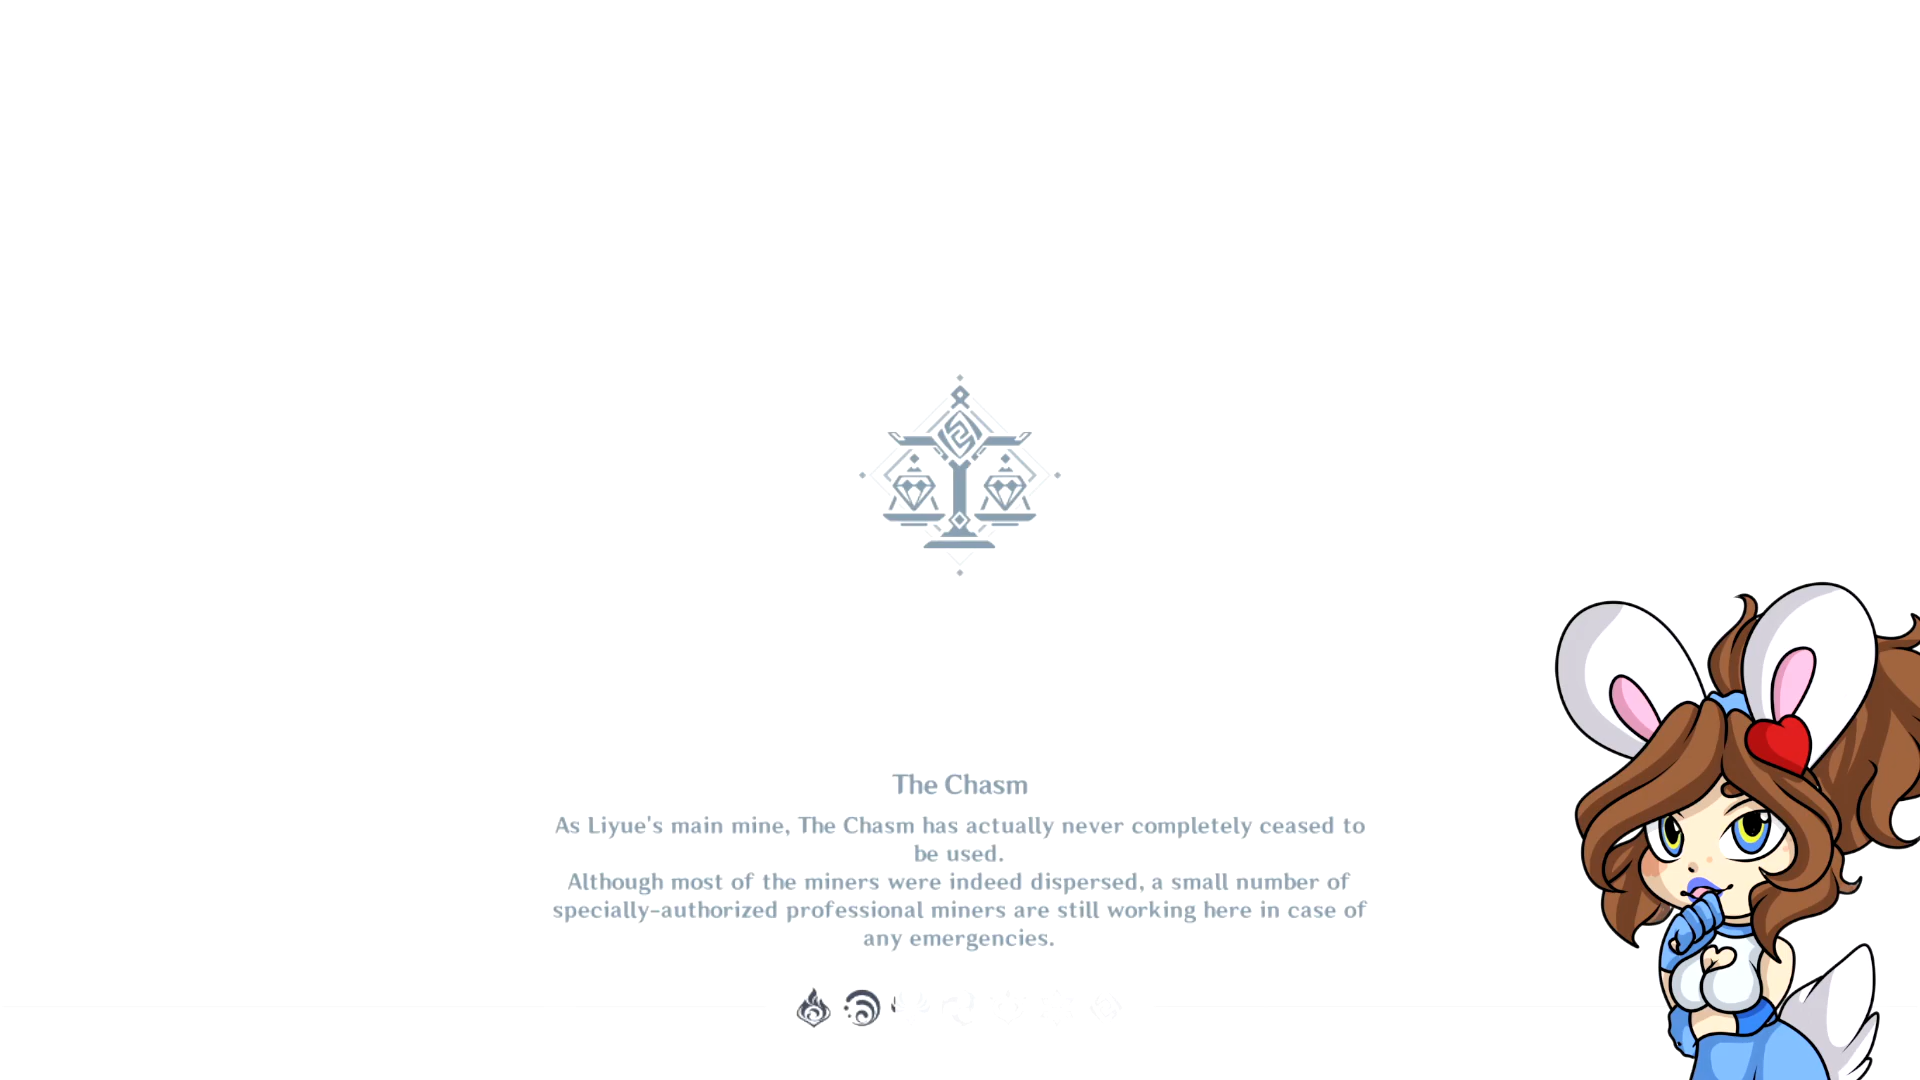 The Chasm
As Liyue's main mine, The Chasm has actually never completely ceased to
be used.
Although most of the miners were indeed dispersed, a small number of
specially-authorized professional miners are still working here in case of
any emergencies.